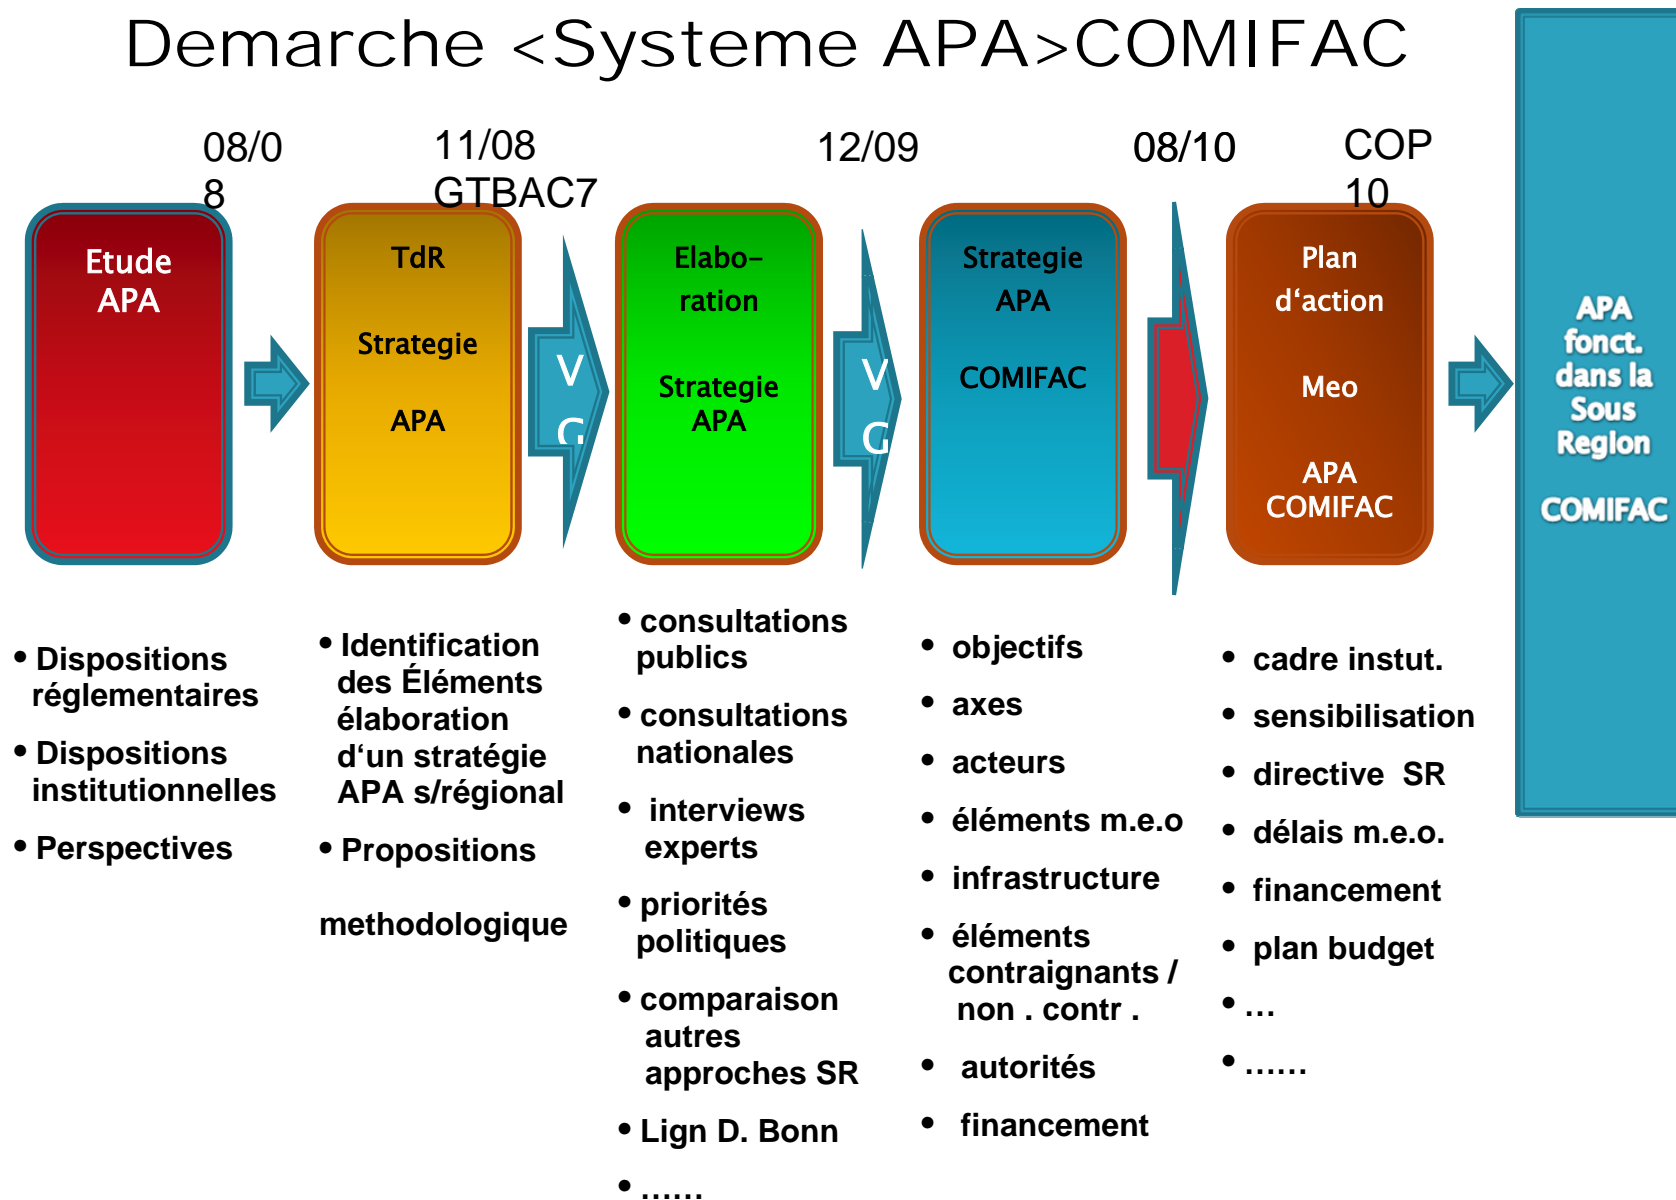 Demarche <Systeme APA>COMIFAC
08/0
8
11/08
GTBAC7
12/09
08/10
COP
10
Etude
APA
TdR
Strategie
APA
V
G
Elabo-
ration
Strategie
APA
V
G
Strategie
APA
COMIFAC
Plan
d‘action
Meo
APA
COMIFAC
APA
fonct.
dans la
Sous
Region
COMIFAC
• Dispositions
réglementaires
• Dispositions
institutionnelles
• Perspectives
• Identification
des Éléments
élaboration
d‘un stratégie
APA s/régional
• Propositions
methodologique
• consultations
publics
• consultations
nationales
• interviews
experts
• priorités
politiques
• comparaison
autres
approches SR
• Lign D. Bonn
• ……
• objectifs
• axes
• acteurs
• éléments m.e.o
• infrastructure
• éléments
contraignants /
non . contr .
• autorités
• financement
• cadre instut.
• sensibilisation
• directive SR
• délais m.e.o.
• financement
• plan budget
• …
• ……